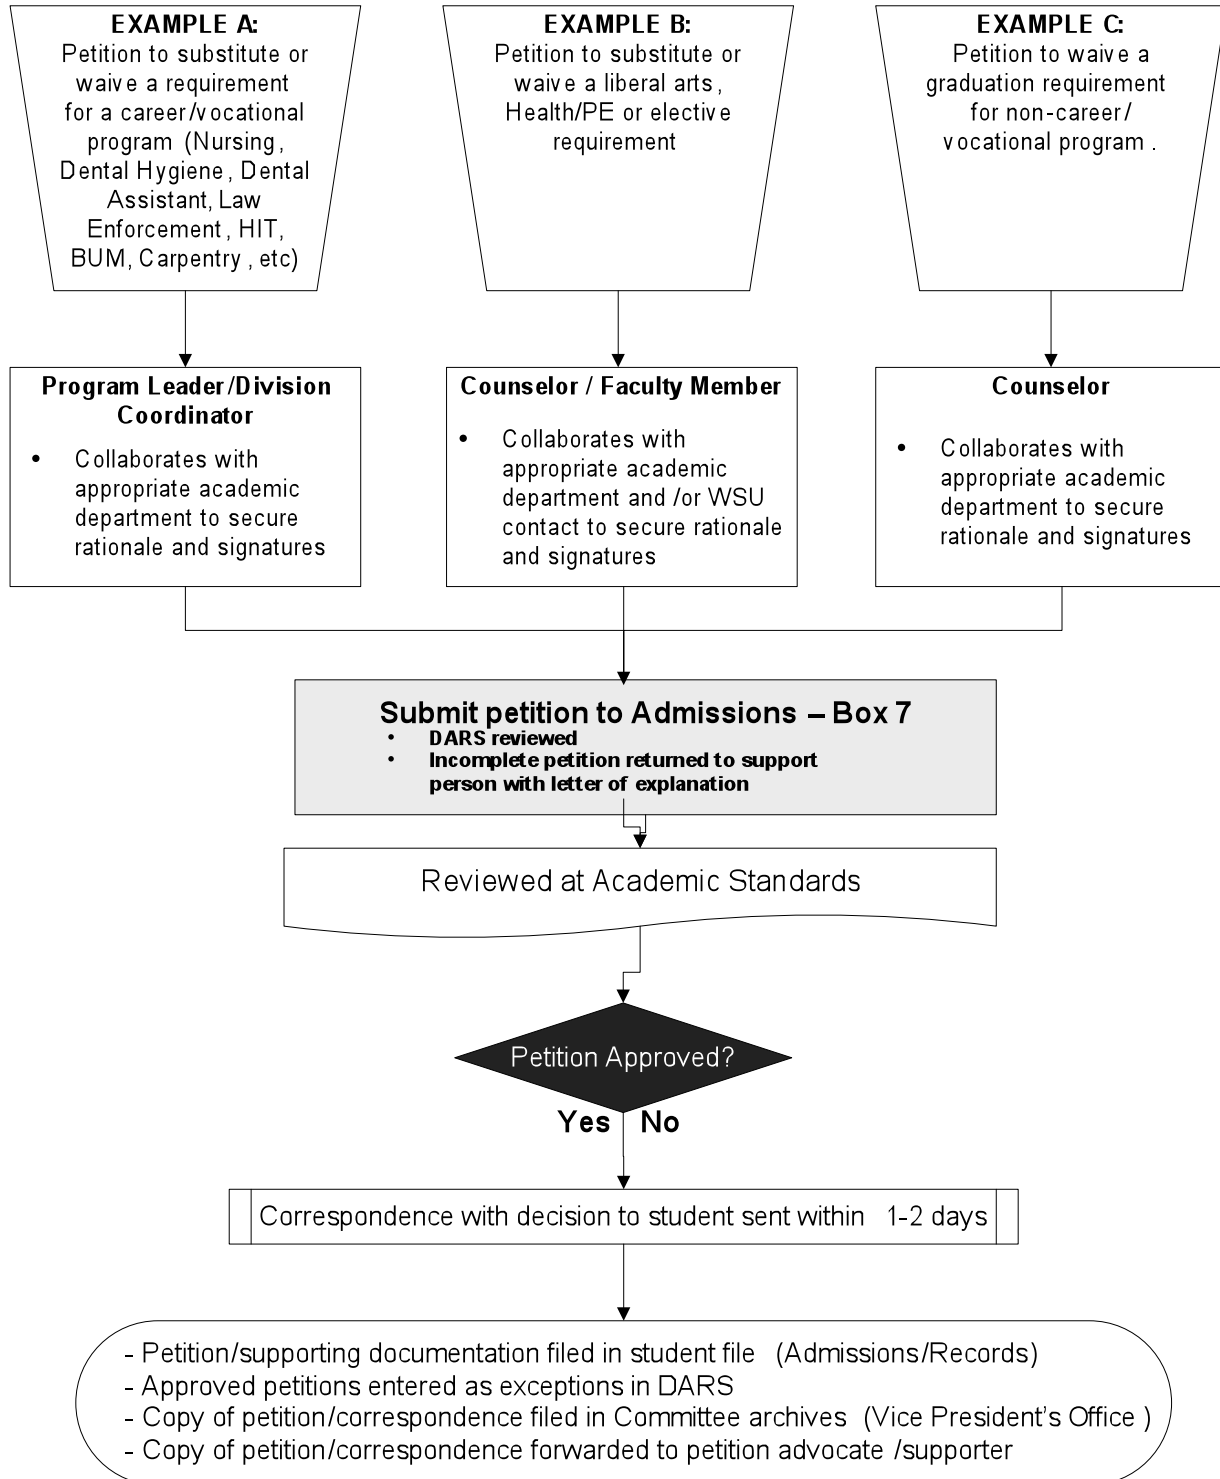 EXAMPLE A:
Petition to substitute or
waive a requirement
for a career/vocational
program (Nursing,
Dental Hygiene, Dental
Assistant, Law
Enforcement, HIT,
BUM, Carpentry, etc)
EXAMPLE B:
Petition to substitute or
waive a liberal arts,
Health/PE or elective
requirement
EXAMPLE C:
Petition to waive a
graduation requirement
for non-career/
vocational program.
Program Leader/Division
Coordinator
• Collaborates with
appropriate academic
department to secure
rationale and signatures
Counselor / Faculty Member
• Collaborates with
appropriate academic
department and /or WSU
contact to secure rationale
and signatures
Counselor
• Collaborates with
appropriate academic
department to secure
rationale and signatures
Submit petition to Admissions – Box 7
• DARS reviewed
• Incomplete petition returned to support
person with letter of explanation
Reviewed at Academic Standards
Petition Approved?
Yes No
Correspondence with decision to student sent within 1-2 days
- Petition/supporting documentation filed in student file (Admissions/Records)
- Approved petitions entered as exceptions in DARS
- Copy of petition/correspondence filed in Committee archives (Vice President's Office)
- Copy of petition/correspondence forwarded to petition advocate /supporter